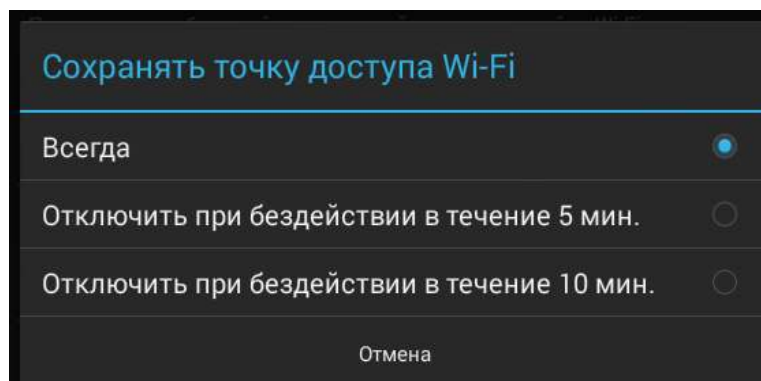 Сохранять точку доступа Wi-Fi
Всегда
Отключить при бездействии в течение 5 мин.
Отключить при бездействии в течение 10 мин.
Отмена